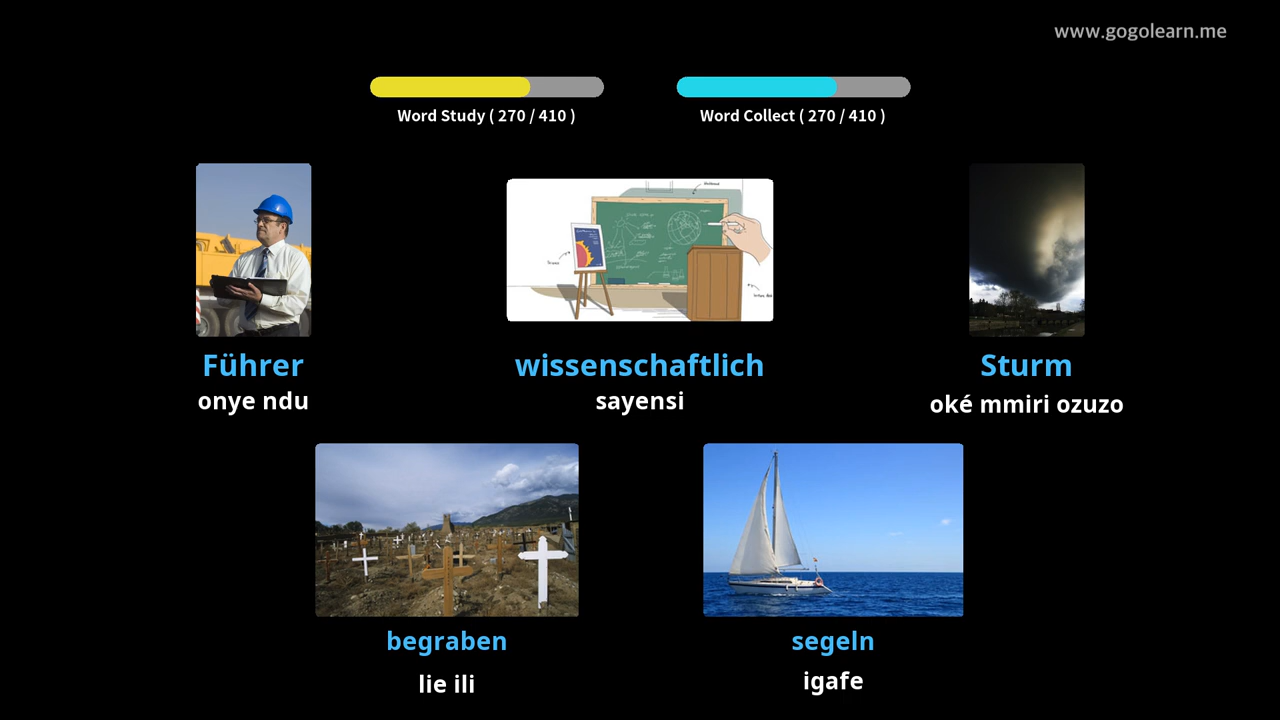 www.gogolearn.me
Word Study ( 270 / 410 )
Word Collect ( 270 / 410 )
Führer
onye ndu
wissenschaftlich
sayensi
Sturm
oké mmiri ozuzo
begraben
lie ili
segeln
igafe